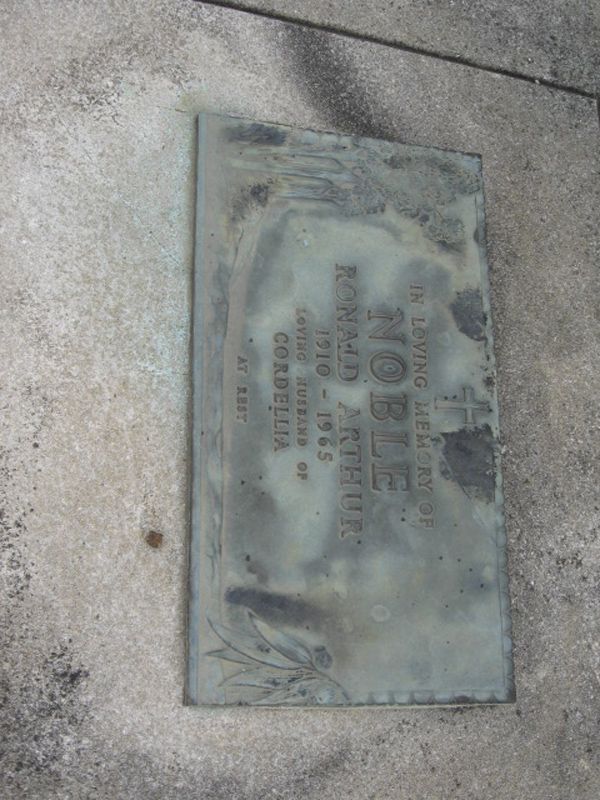 IN LOVING MEMORY OF
NOBLE
RONALD ARTHUR
1910 - 1965
LOVING HUSBAND OF
CORDELLIA
AT REST